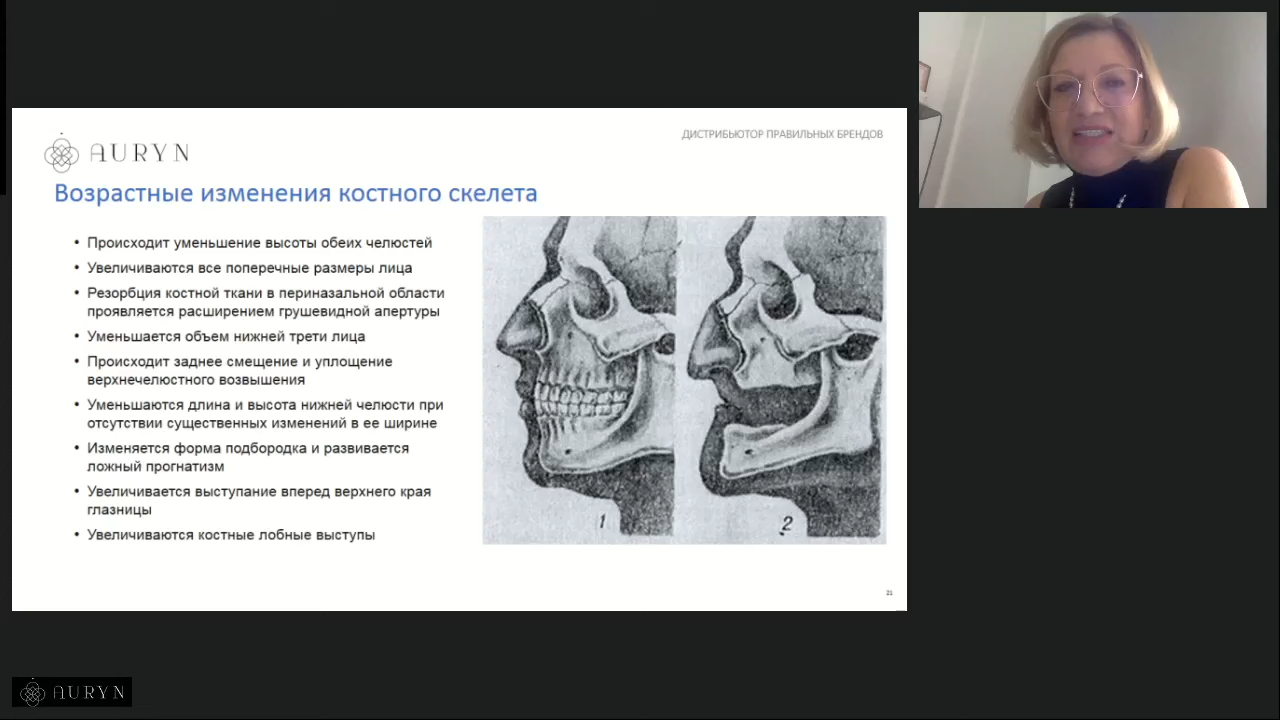 ДИСТРИБЬЮТОР ПРАВИЛЬНЫХ БРЕНДОВ
AURYN
Возрастные изменения костного скелета
• Происходит уменьшение высоты обеих челюстей
• Увеличиваются все поперечные размеры лица
• Резорбция костной ткани в периназальной области
проявляется расширением грушевидной апертуры
• Уменьшается объем нижней трети лица
• Происходит заднее смещение и уплощение
верхнечелюстного возвышения
• Уменьшаются длина и высота нижней челюсти при
отсутствии существенных изменений в ее ширине
• Изменяется форма подбородка и развивается
ложный прогнатизм
• Увеличивается выступание вперед верхнего края
глазницы
• Увеличиваются костные лобные выступы
1
2
21
AURYN